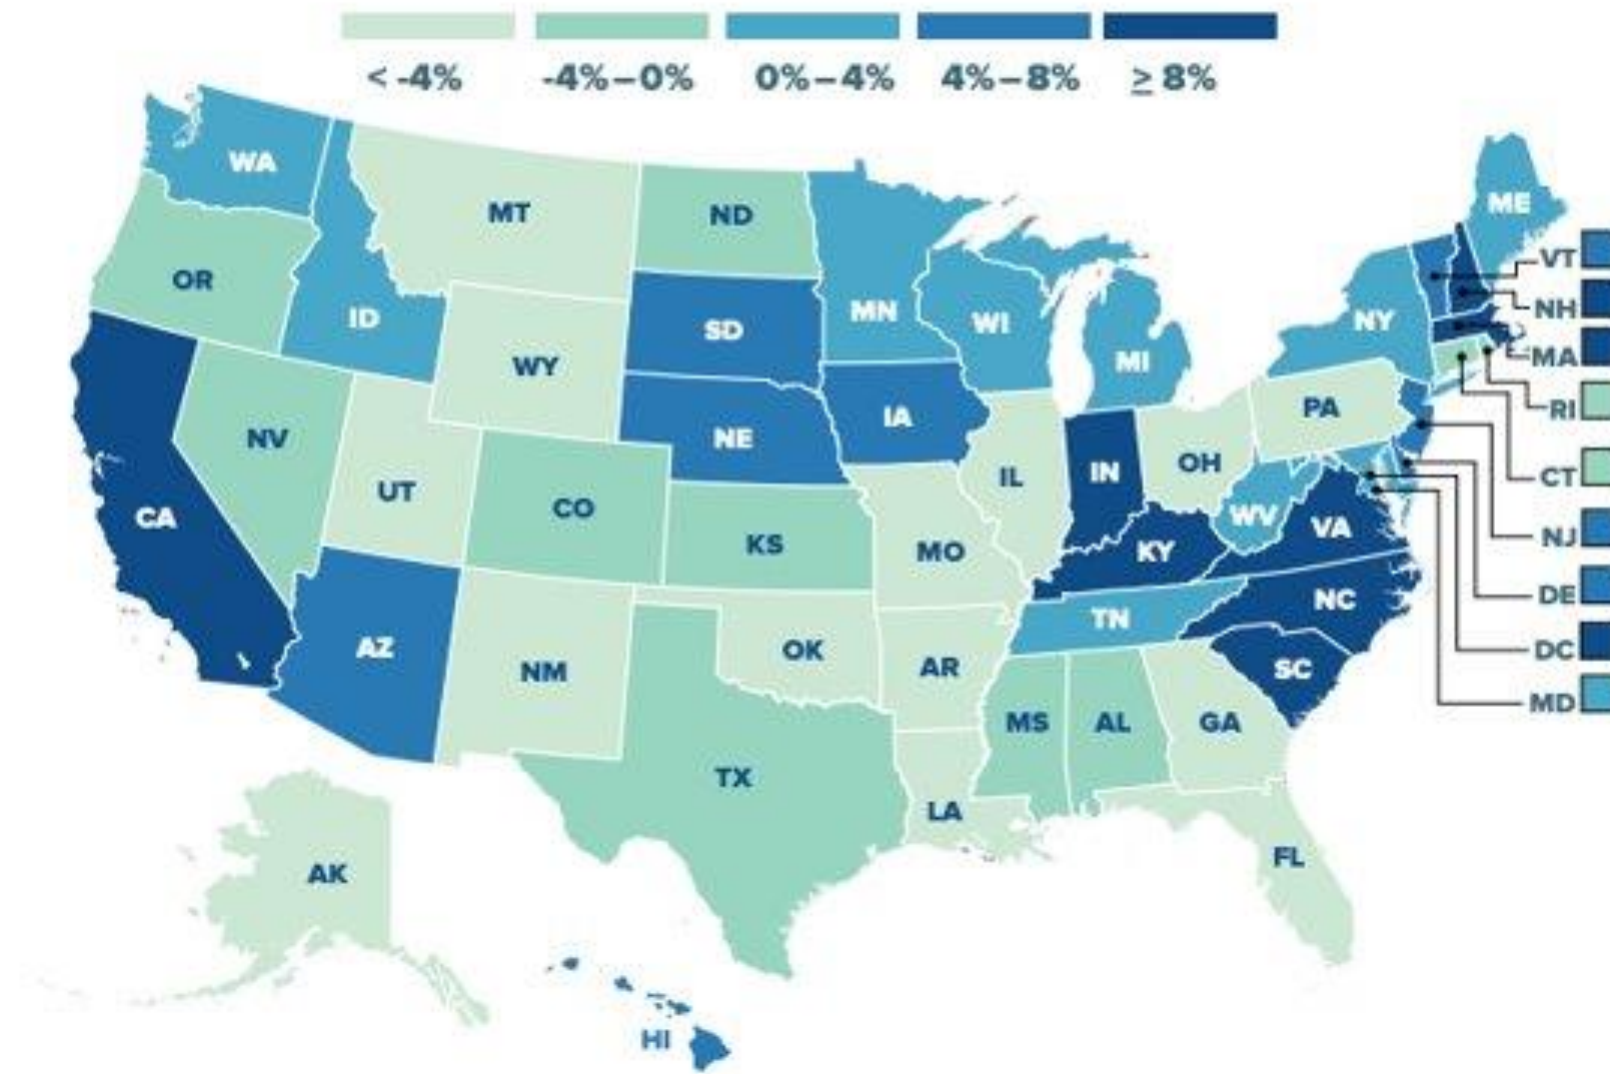 < -4% -4%–0% 0%–4% 4%–8% ≥ 8%
WA
MT
ND
ME
OR
ID
SD
MN
WI
MI
NY
VT
NH
MA
RI
CT
NJ
DE
DC
MD
WY
NE
IA
PA
NV
UT
CO
KS
IL
IN
OH
WV
VA
CA
MO
KY
NC
TN
AZ
NM
OK
AR
SC
TX
MS
AL
GA
LA
FL
AK
HI